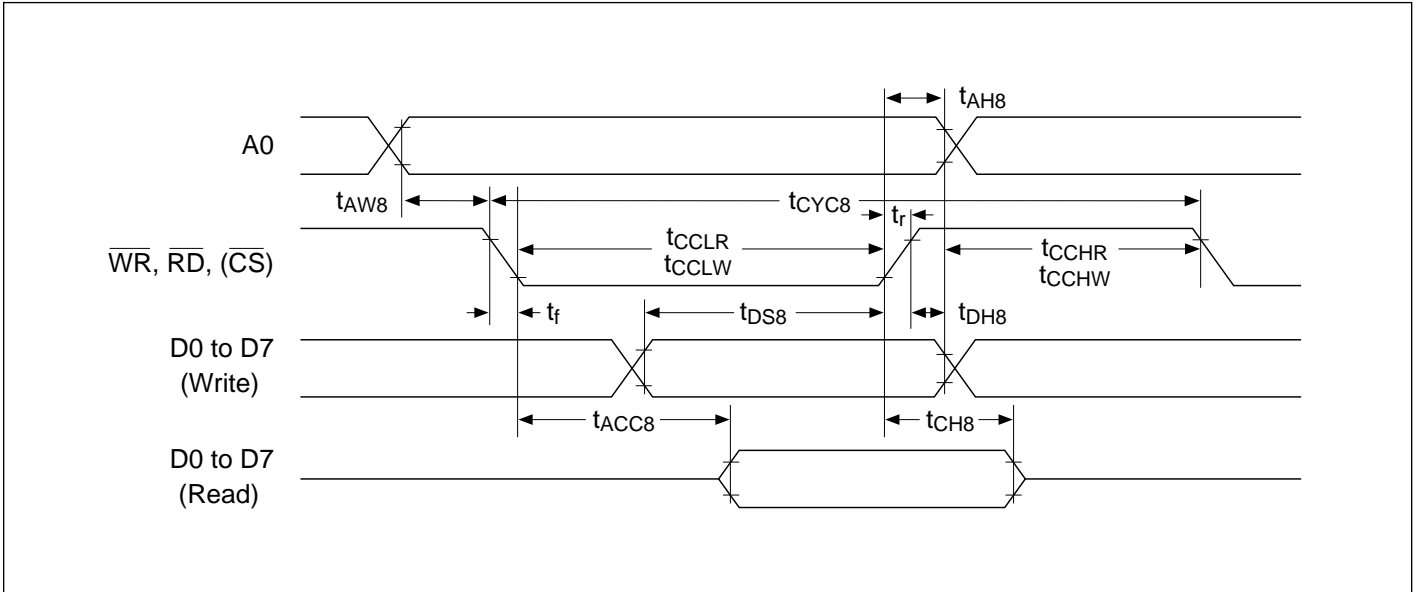 tAH8
A0
tAW8
tCYC8
tr
WR, RD, (CS)
tCCLR
tCCLW
tCCHR
tCCHW
tf
tDS8
tDH8
D0 to D7
(Write)
tACC8
tCH8
D0 to D7
(Read)